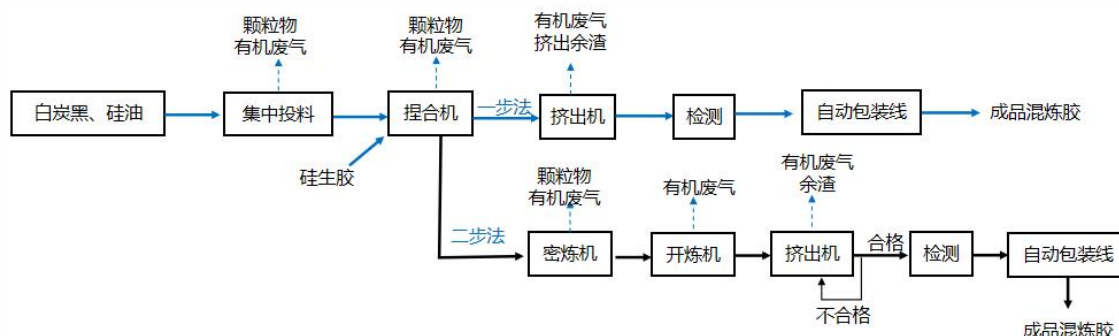 颗粒物
有机废气
颗粒物
有机废气
有机废气
挤出余渣
白炭黑、硅油
集中投料
捏合机
一步法
挤出机
检测
自动包装线
成品混炼胶
硅生胶
颗粒物
有机废气
有机废气
有机废气
余渣
二步法
密炼机
开炼机
挤出机
合格
检测
自动包装线
不合格
成品混炼胶